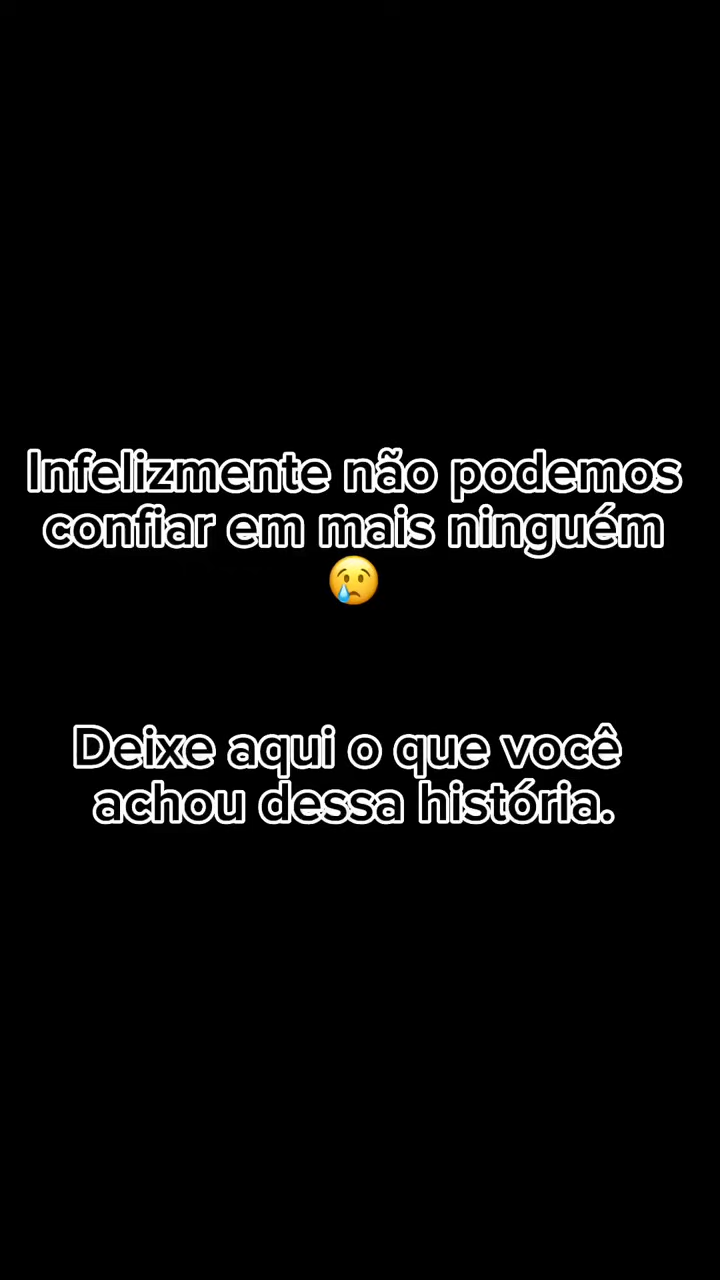 Infelizmente não podemos
confiar em mais ninguém
😢
Deixe aqui o que você
achou dessa história.